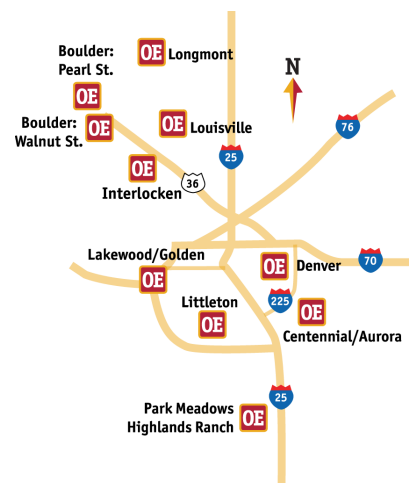 Boulder:
Pearl St.
OE
OE Longmont
N
OE
Boulder:
Walnut St.
OE Louisville
76
25
OE
Interlocken
36
Lakewood/Golden
OE
OE Denver
70
Littleton
OE
225
OE
Centennial/Aurora
25
Park Meadows
Highlands Ranch
OE